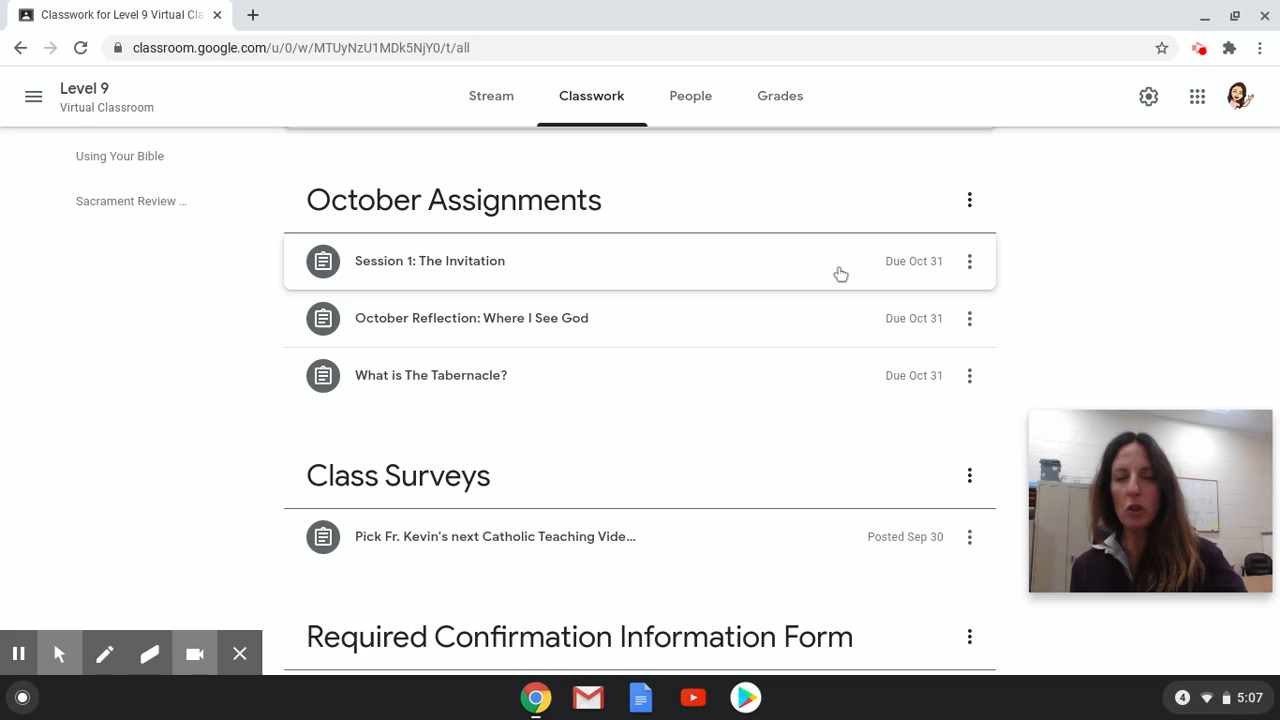 Classwork for Level 9 Virtual Cla
classroom.google.com/u/0/w/MTUyNzU1MDk5NjY0/t/all
Level 9
Virtual Classroom
Stream
Classwork
People
Grades
Using Your Bible
Sacrament Review ...
October Assignments
Session 1: The Invitation
Due Oct 31
October Reflection: Where I See God
Due Oct 31
What is The Tabernacle?
Due Oct 31
Class Surveys
Pick Fr. Kevin's next Catholic Teaching Vide...
Posted Sep 30
Required Confirmation Information Form
4
5:07